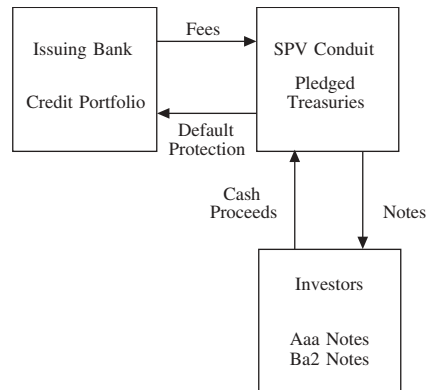 Issuing Bank
Credit Portfolio
Fees
Default
Protection
SPV Conduit
Pledged
Treasuries
Cash
Proceeds
Notes
Investors
Aaa Notes
Ba2 Notes